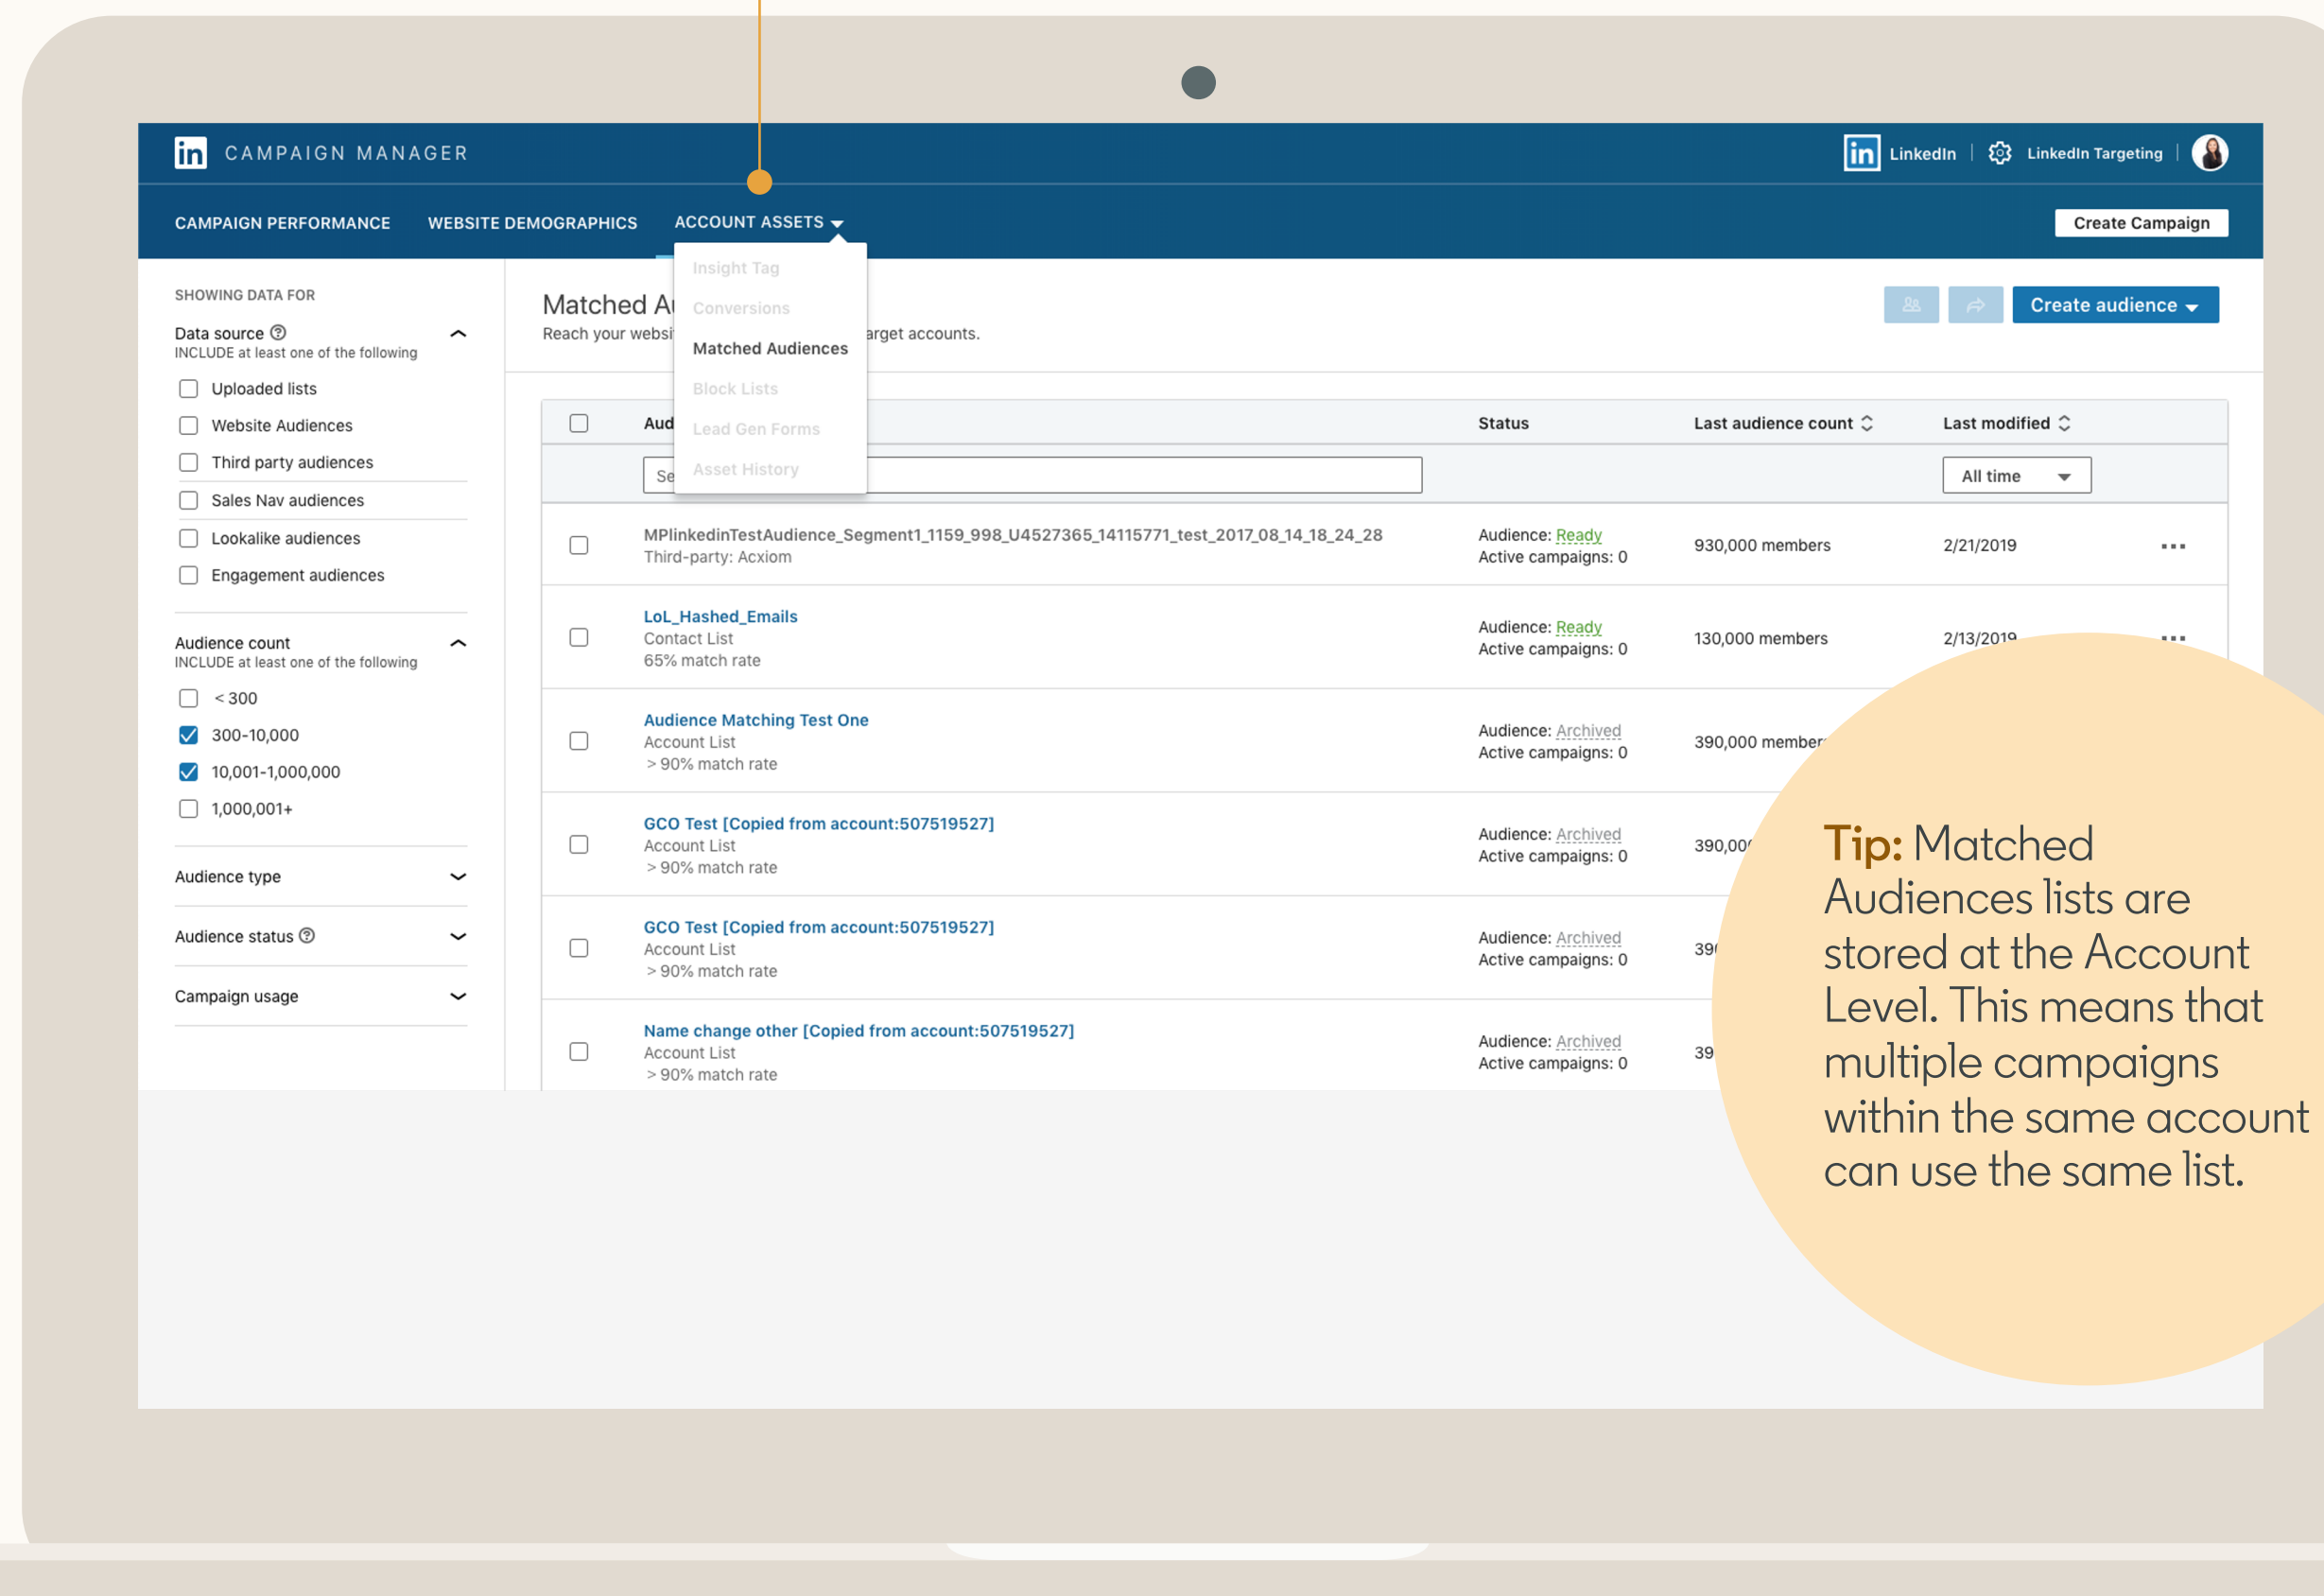 in CAMPAIGN MANAGER
in LinkedIn | LinkedIn Targeting |
CAMPAIGN PERFORMANCE WEBSITE DEMOGRAPHICS ACCOUNT ASSETS
Create Campaign
Insight Tag
Conversions
Matched Audiences
Block Lists
Lead Gen Forms
Asset History
SHOWING DATA FOR
Data source
INCLUDE at least one of the following
Uploaded lists
Website Audiences
Third party audiences
Sales Nav audiences
Lookalike audiences
Engagement audiences
Audience count
INCLUDE at least one of the following
< 300
300-10,000
10,001-1,000,000
1,000,001+
Audience type
Audience status
Campaign usage
Matched
Reach your accounts.
Create audience
Status Last audience count Last modified
All time
MPlinkedinTestAudience_Segment1_1159_998_U4527365_14115771_test_2017_08_14_18_24_28
Third-party: Acxiom
Audience: Ready
Active campaigns: 0
930,000 members
2/21/2019
LoL_Hashed_Emails
Contact List
65% match rate
Audience: Ready
Active campaigns: 0
130,000 members
2/13/2019
Audience Matching Test One
Account List
> 90% match rate
Audience: Archived
Active campaigns: 0
390,000 members
GCO Test [Copied from account:507519527]
Account List
> 90% match rate
Audience: Archived
Active campaigns: 0
GCO Test [Copied from account:507519527]
Account List
> 90% match rate
Audience: Archived
Active campaigns: 0
Name change other [Copied from account:507519527]
Account List
> 90% match rate
Audience: Archived
Active campaigns: 0
Tip: Matched
Audiences lists are
stored at the Account
Level. This means that
multiple campaigns
within the same account
can use the same list.